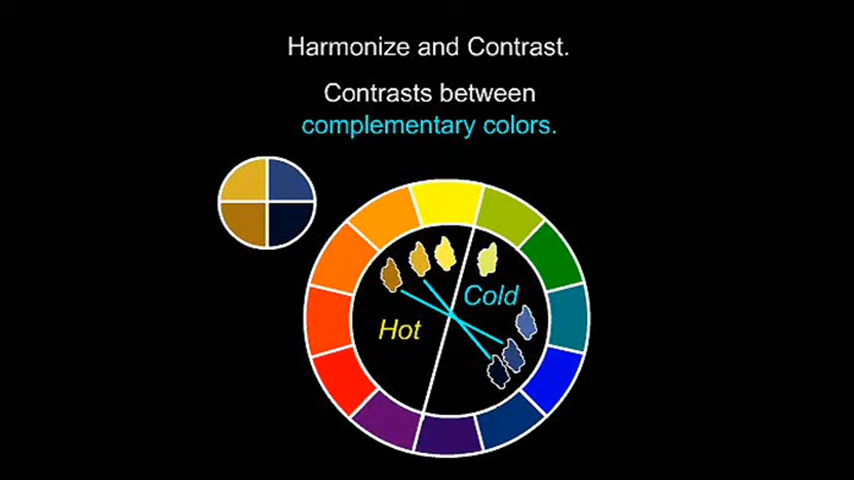 Harmonize and Contrast.
Contrasts between
complementary colors.
Cold
Hot